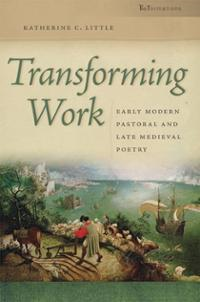 ReFormations
KATHERINE C. LITTLE
Transforming
Work
EARLY MODERN
PASTORAL AND
LATE MEDIEVAL
POETRY